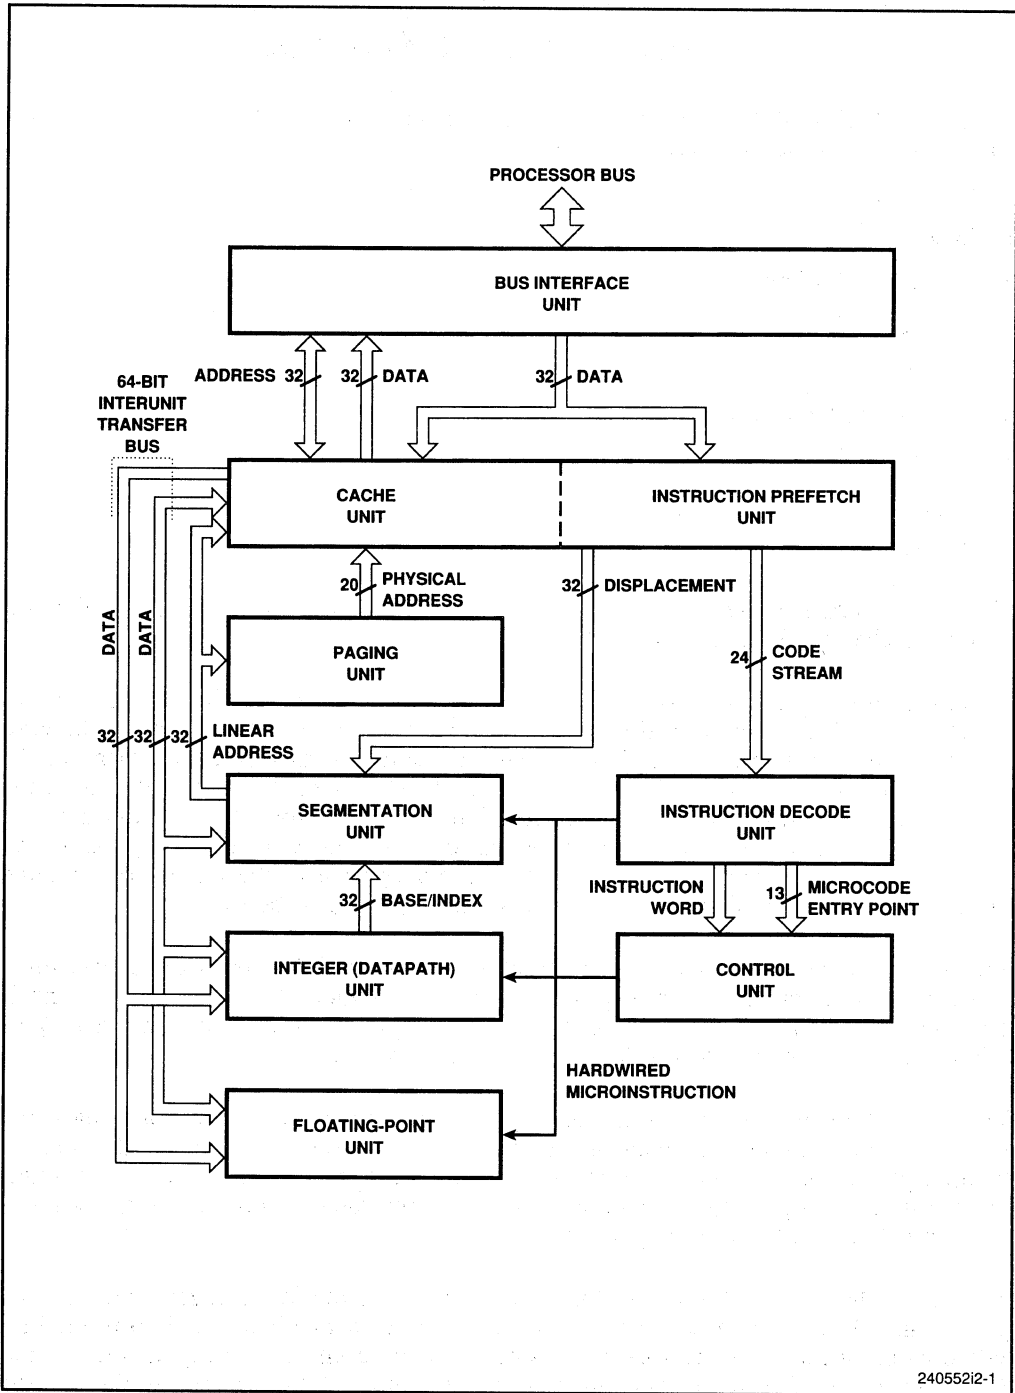 PROCESSOR BUS
BUS INTERFACE
UNIT
ADDRESS 32
32 DATA
32 DATA
64-BIT
INTERUNIT
TRANSFER
BUS
CACHE
UNIT
INSTRUCTION PREFETCH
UNIT
20 PHYSICAL
ADDRESS
32 DISPLACEMENT
DATA
DATA
PAGING
UNIT
24 CODE
STREAM
32 32 32 LINEAR
ADDRESS
SEGMENTATION
UNIT
INSTRUCTION DECODE
UNIT
32 BASE/INDEX
INSTRUCTION
WORD
13 MICROCODE
ENTRY POINT
INTEGER (DATAPATH)
UNIT
CONTR0L
UNIT
HARDWIRED
MICROINSTRUCTION
FLOATING-POINT
UNIT
240552i2-1